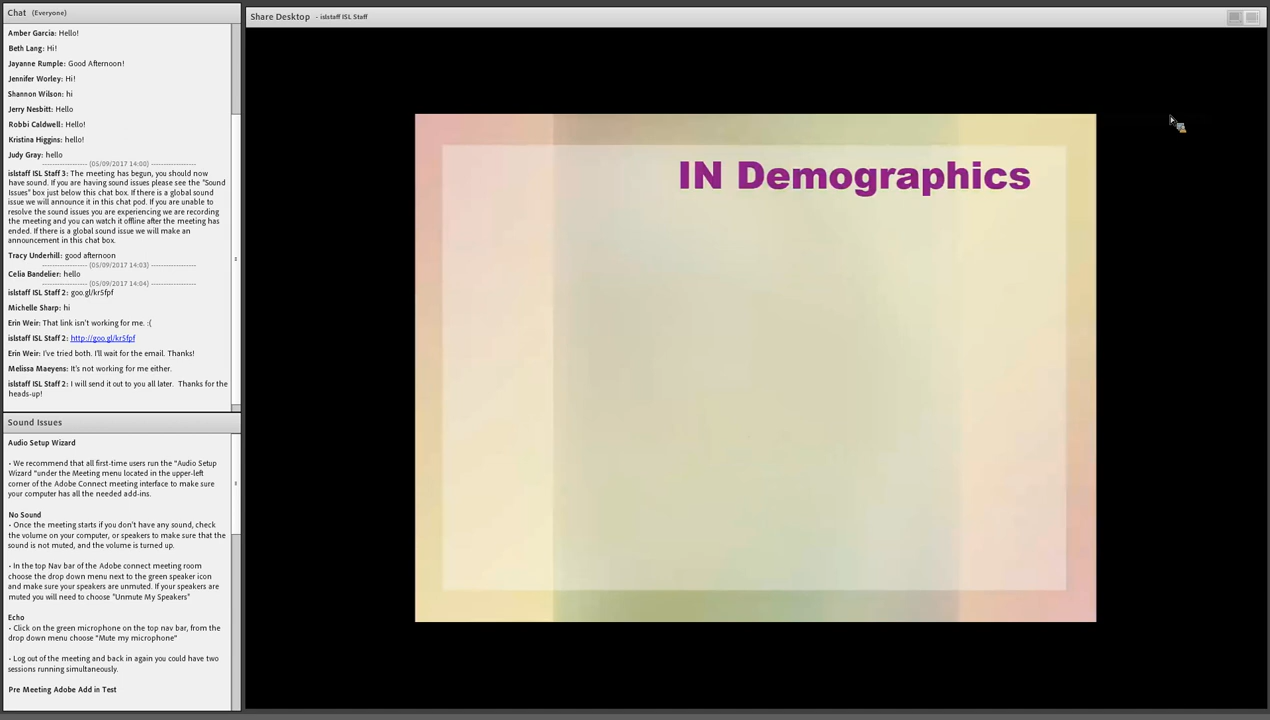 Chat (Everyone)
Amber Garcia: Hello!
Beth Lang: Hi!
Jayanne Rumple: Good Afternoon!
Jennifer Worley: Hi!
Shannon Wilson: hi
Jerry Nesbitt: Hello
Robbi Caldwell: Hello!
Kristina Higgins: hello!
Judy Gray: hello
------------------ (05/09/2017 14:00) ------------------
islstaff ISL Staff 3: The meeting has begun, you should now
have sound. If you are having sound issues please see the "Sound
Issues" box just below this chat box. If there is a global sound
issue we will announce it in this chat pod. If you are unable to
resolve the sound issues you are experiencing we are recording
the meeting and you can watch it offline after the meeting has
ended. If there is a global sound issue we will make an
announcement in this chat box.
Tracy Underhill: good afternoon
------------------ (05/09/2017 14:03) ------------------
Celia Bandelier: hello
------------------ (05/09/2017 14:04) ------------------
islstaff ISL Staff 2: goo.gl/kr5fpf
Michelle Sharp: hi
Erin Weir: That link isn't working for me. :(
islstaff ISL Staff 2: http://goo.gl/kr5fpf
Erin Weir: I've tried both. I'll wait for the email. Thanks!
Melissa Maeyens: It's not working for me either.
islstaff ISL Staff 2: I will send it out to you all later. Thanks for the
heads-up!
Sound Issues
Audio Setup Wizard
• We recommend that all first-time users run the "Audio Setup
Wizard "under the Meeting menu located in the upper-left
corner of the Adobe Connect meeting interface to make sure
your computer has all the needed add-ins.
No Sound
• Once the meeting starts if you don't have any sound, check
the volume on your computer, or speakers to make sure that the
sound is not muted, and the volume is turned up.
• In the top Nav bar of the Adobe connect meeting room
choose the drop down menu next to the green speaker icon
and make sure your speakers are unmuted. If your speakers are
muted you will need to choose "Unmute My Speakers"
Echo
• Click on the green microphone on the top nav bar, from the
drop down menu choose "Mute my microphone"
• Log out of the meeting and back in again you could have two
sessions running simultaneously.
Pre Meeting Adobe Add in Test
Share Desktop - islstaff ISL Staff
IN Demographics